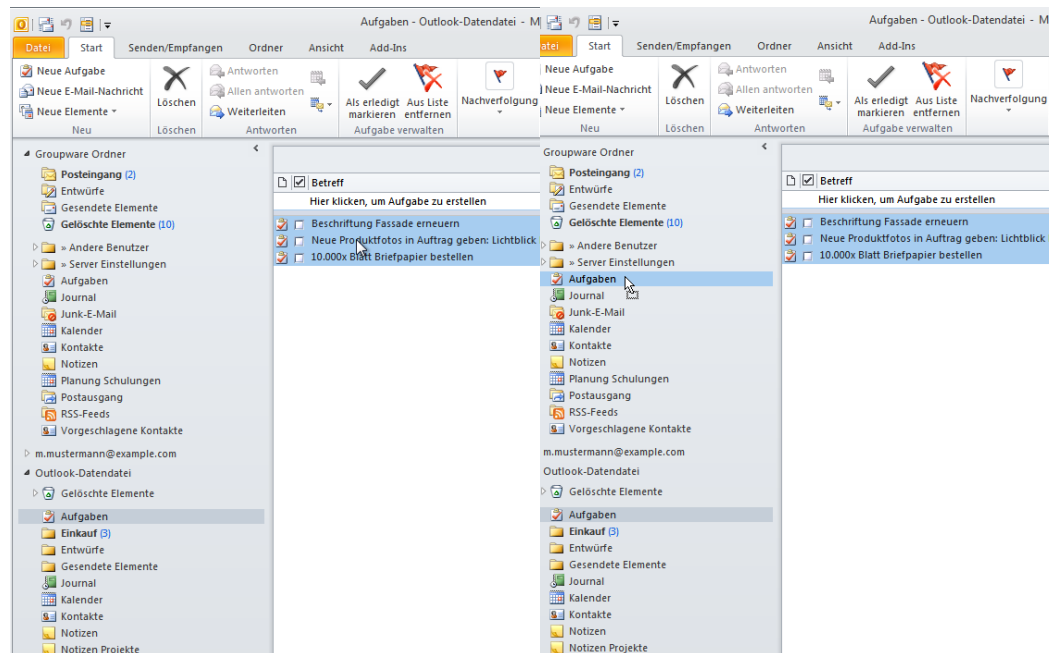 Aufgaben - Outlook-Datendatei - M
Datei Start Senden/Empfangen Ordner Ansicht Add-Ins
Neue Aufgabe
Neue E-Mail-Nachricht
Neue Elemente
Neu
Löschen
Löschen
Antworten
Allen antworten
Weiterleiten
Antworten
Als erledigt markieren
Aus Liste entfernen
Aufgabe verwalten
Nachverfolgung
Groupware Ordner
Posteingang (2)
Entwürfe
Gesendete Elemente
Gelöschte Elemente (10)
» Andere Benutzer
» Server Einstellungen
Aufgaben
Journal
Junk-E-Mail
Kalender
Kontakte
Notizen
Planung Schulungen
Postausgang
RSS-Feeds
Vorgeschlagene Kontakte
m.mustermann@example.com
Outlook-Datendatei
Gelöschte Elemente
Aufgaben
Einkauf (3)
Entwürfe
Gesendete Elemente
Journal
Kalender
Kontakte
Notizen
Notizen Projekte
Betreff
Hier klicken, um Aufgabe zu erstellen
Beschriftung Fassade erneuern
Neue Produktfotos in Auftrag geben: Lichtblick
10.000x Blatt Briefpapier bestellen
Aufgaben - Outlook-Datendatei - M
atei Start Senden/Empfangen Ordner Ansicht Add-Ins
Neue Aufgabe
Neue E-Mail-Nachricht
Neue Elemente
Neu
Löschen
Löschen
Antworten
Allen antworten
Weiterleiten
Antworten
Als erledigt markieren
Aus Liste entfernen
Aufgabe verwalten
Nachverfolgung
Groupware Ordner
Posteingang (2)
Entwürfe
Gesendete Elemente
Gelöschte Elemente (10)
» Andere Benutzer
» Server Einstellungen
Aufgaben
Journal
Junk-E-Mail
Kalender
Kontakte
Notizen
Planung Schulungen
Postausgang
RSS-Feeds
Vorgeschlagene Kontakte
m.mustermann@example.com
Outlook-Datendatei
Gelöschte Elemente
Aufgaben
Einkauf (3)
Entwürfe
Gesendete Elemente
Journal
Kalender
Kontakte
Notizen
Notizen Projekte
Betreff
Hier klicken, um Aufgabe zu erstellen
Beschriftung Fassade erneuern
Neue Produktfotos in Auftrag geben: Lichtblick
10.000x Blatt Briefpapier bestellen